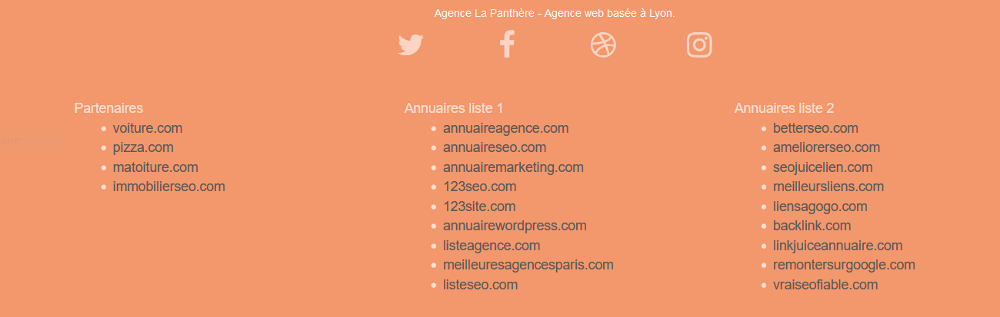 Agence La Panthère - Agence web basée à Lyon.
Partenaires
voiture.com
pizza.com
matoiture.com
immobilierseo.com
Annuaires liste 1
annuaireagence.com
annuaireseo.com
annuairemarketing.com
123seo.com
123site.com
annuairewordpress.com
listeagence.com
meilleuresagencesparis.com
listeseo.com
Annuaires liste 2
betterseo.com
ameliorerseo.com
seojuicelien.com
meilleursliens.com
liensagogo.com
backlink.com
linkjuiceannuaire.com
remontersurgoogle.com
vraiseofiable.com
aire